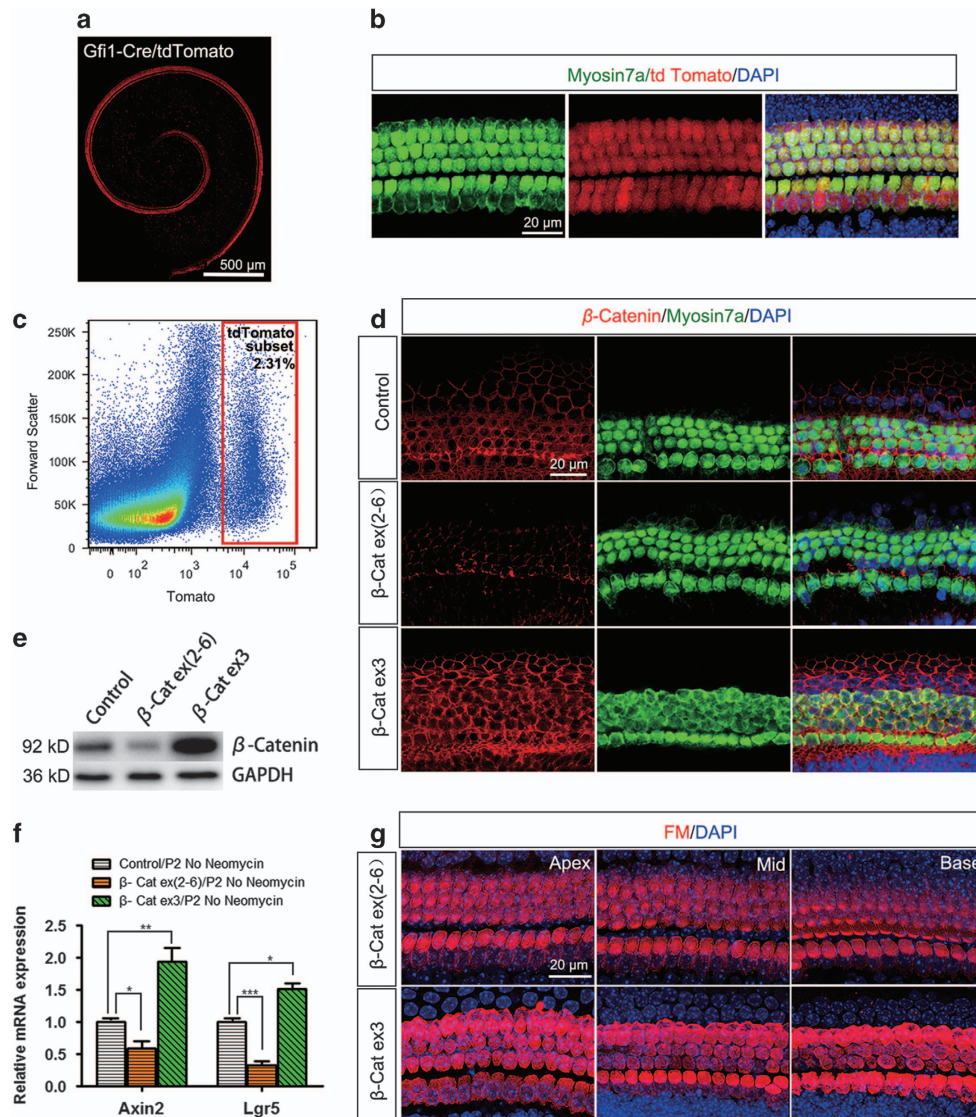 a
Gfi1-Cre/tdTomato
500 µm
b
Myosin7a/td Tomato/DAPI
20 µm
c
250K
200K
150K
100K
50K
0
Forward Scatter
tdTomato
subset
2.31%
0
10²
10³
10⁴
10⁵
Tomato
d
β-Catenin/Myosin7a/DAPI
Control
20 µm
β-Cat ex(2-6)
β-Cat ex3
e
Control
β-Cat ex(2-6)
β-Cat ex3
92 kD
β-Catenin
36 kD
GAPDH
f
Control/P2 No Neomycin
β- Cat ex(2-6)/P2 No Neomycin
β- Cat ex3/P2 No Neomycin
Relative mRNA expression
2.5
2.0
1.5
1.0
0.5
0.0
**
*
*
***
Axin2
Lgr5
g
FM/DAPI
β-Cat ex(2-6)
Apex
Mid
Base
20 µm
β-Cat ex3